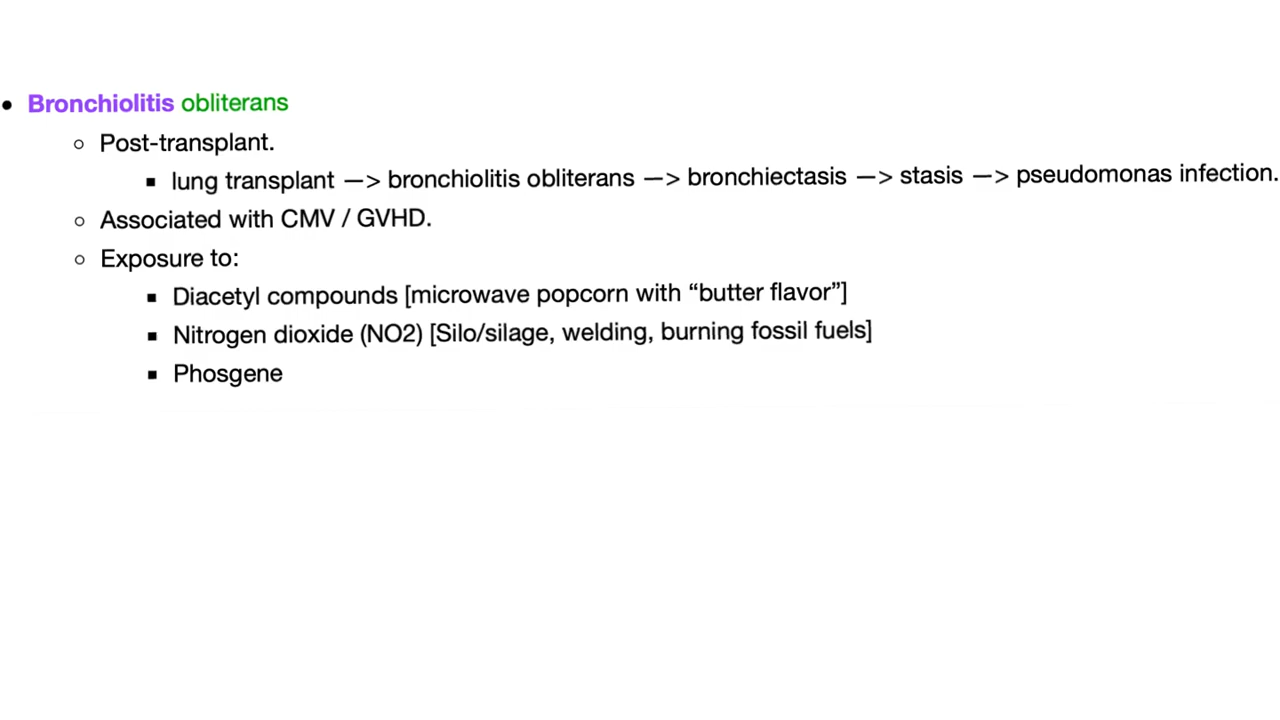 • Bronchiolitis obliterans
◦ Post-transplant.
▪ lung transplant —> bronchiolitis obliterans —> bronchiectasis —> stasis —> pseudomonas infection.
◦ Associated with CMV / GVHD.
◦ Exposure to:
▪ Diacetyl compounds [microwave popcorn with “butter flavor”]
▪ Nitrogen dioxide (NO2) [Silo/silage, welding, burning fossil fuels]
▪ Phosgene